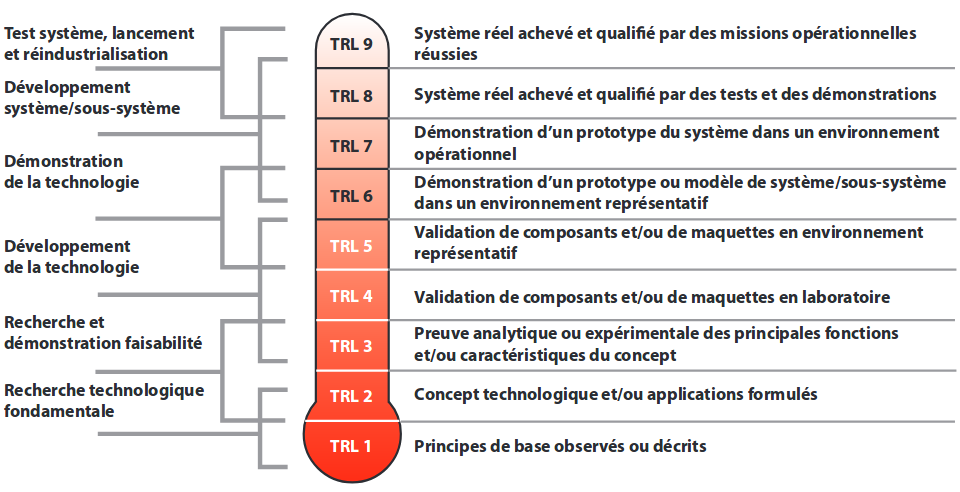 Test système, lancement
et réindustrialisation
Développement
système/sous-système
Démonstration
de la technologie
Développement
de la technologie
Recherche et
démonstration faisabilité
Recherche technologique
fondamentale
TRL 9
Système réel achevé et qualifié par des missions opérationnelles
réussies
TRL 8
Système réel achevé et qualifié par des tests et des démonstrations
TRL 7
Démonstration d’un prototype du système dans un environement
opérationnel
TRL 6
Démonstration d’un prototype ou modèle de système/sous-système
dans un environement représentatif
TRL 5
Validation de composants et/ou de maquettes en environement
représentatif
TRL 4
Validation de composants et/ou de maquettes en laboratoire
TRL 3
Preuve analytique ou expérimentale des principales fonctions
et/ou caractéristiques du concept
TRL 2
Concept technologique et/ou applications formulés
TRL 1
Principes de base observés ou décrits